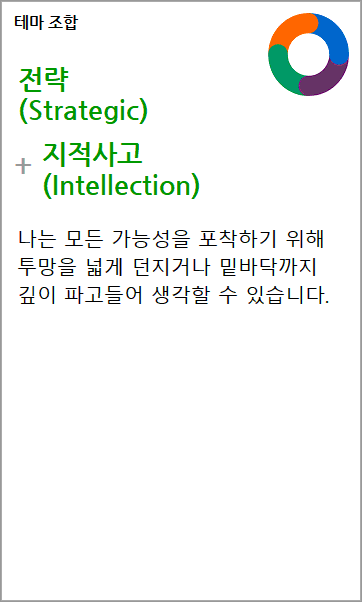 테마 조합
전략
(Strategic)
+ 지적사고
(Intellection)
나는 모든 가능성을 포착하기 위해
투망을 넓게 던지거나 밑바닥까지
깊이 파고들어 생각할 수 있습니다.